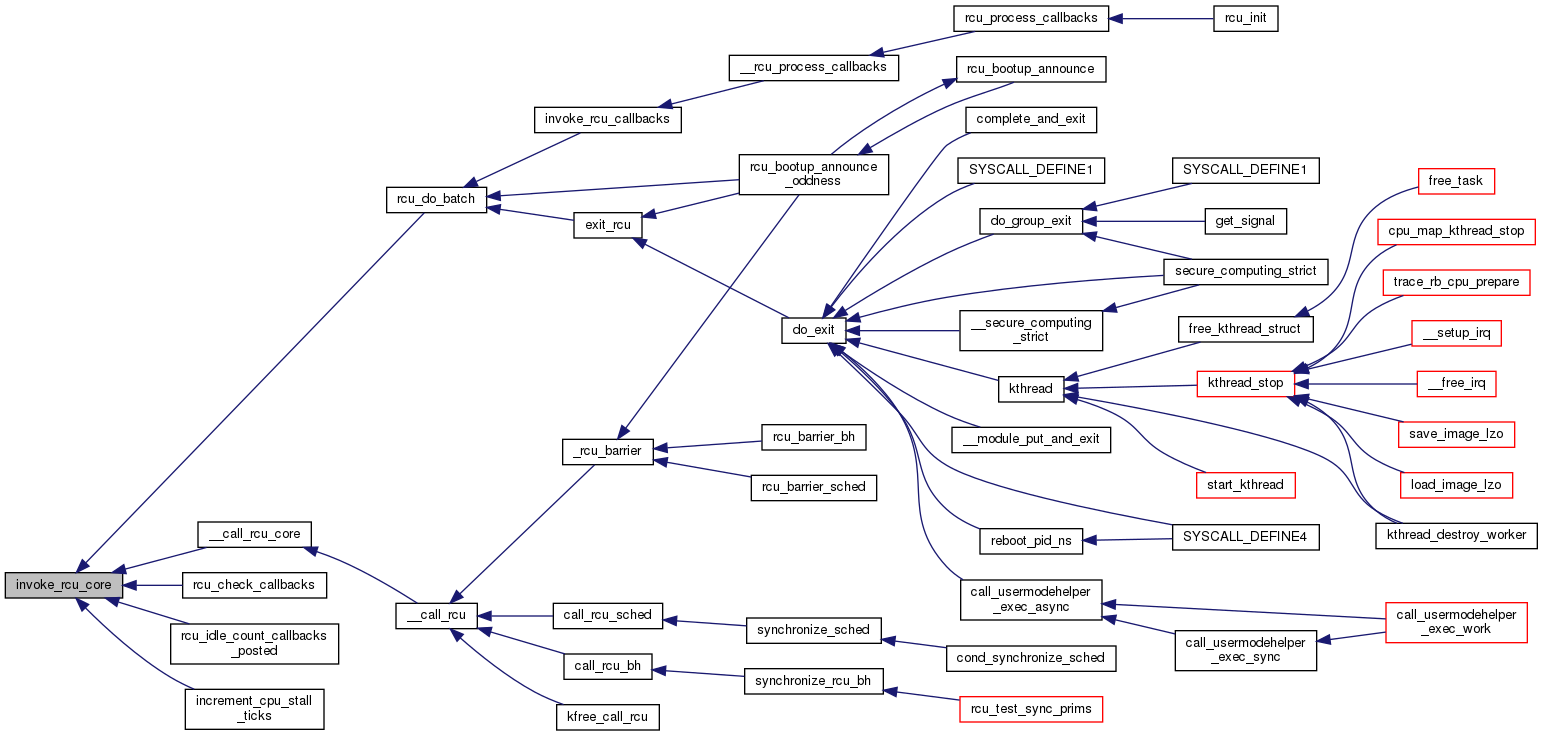 rcu_process_callbacks
rcu_init
__rcu_process_callbacks
rcu_bootup_announce
invoke_rcu_callbacks
complete_and_exit
rcu_bootup_announce
_oddness
SYSCALL_DEFINE1
SYSCALL_DEFINE1
free_task
rcu_do_batch
exit_rcu
do_group_exit
get_signal
cpu_map_kthread_stop
secure_computing_strict
trace_rb_cpu_prepare
do_exit
__secure_computing
_strict
free_kthread_struct
__setup_irq
kthread
kthread_stop
__free_irq
__module_put_and_exit
save_image_lzo
_rcu_barrier
rcu_barrier_bh
rcu_barrier_sched
start_kthread
load_image_lzo
__call_rcu_core
reboot_pid_ns
SYSCALL_DEFINE4
kthread_destroy_worker
invoke_rcu_core
rcu_check_callbacks
call_usermodehelper
_exec_async
__call_rcu
call_rcu_sched
synchronize_sched
call_usermodehelper
_exec_work
rcu_idle_count_callbacks
_posted
call_usermodehelper
_exec_sync
cond_synchronize_sched
call_rcu_bh
synchronize_rcu_bh
increment_cpu_stall
_ticks
kfree_call_rcu
rcu_test_sync_prims